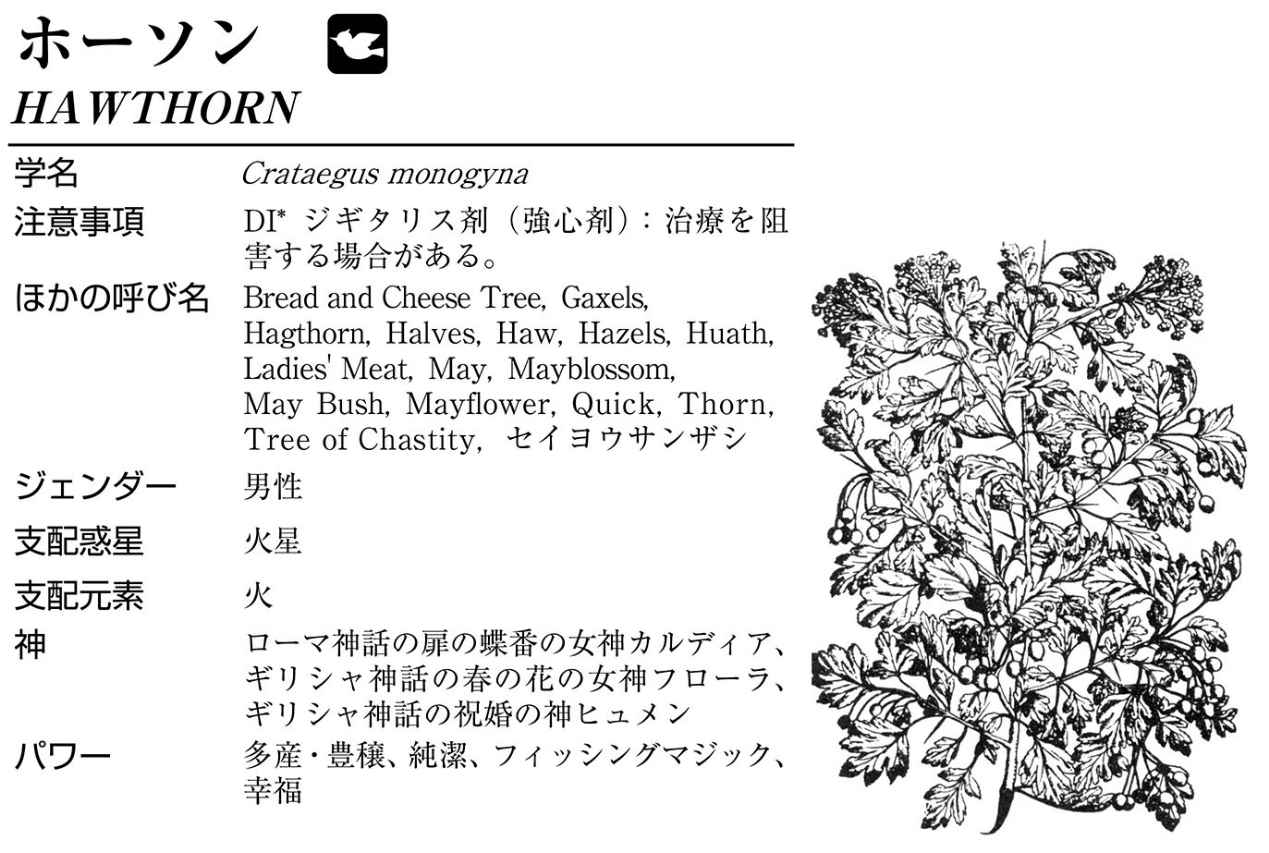 ホーソン
HAWTHORN
学名 Crataegus monogyna
注意事項 DI* ジギタリス剤（強心剤）：治療を阻
害する場合がある。
ほかの呼び名 Bread and Cheese Tree, Gaxels,
Hagthorn, Halves, Haw, Hazels, Huath,
Ladies' Meat, May, Mayblossom,
May Bush, Mayflower, Quick, Thorn,
Tree of Chastity, セイヨウサンザシ
ジェンダー 男性
支配惑星 火星
支配元素 火
神 ローマ神話の扉の蝶番の女神カルディア、
ギリシャ神話の春の花の女神フローラ、
ギリシャ神話の祝婚の神ヒュメン
パワー 多産・豊穣、純潔、フィッシングマジック、
幸福